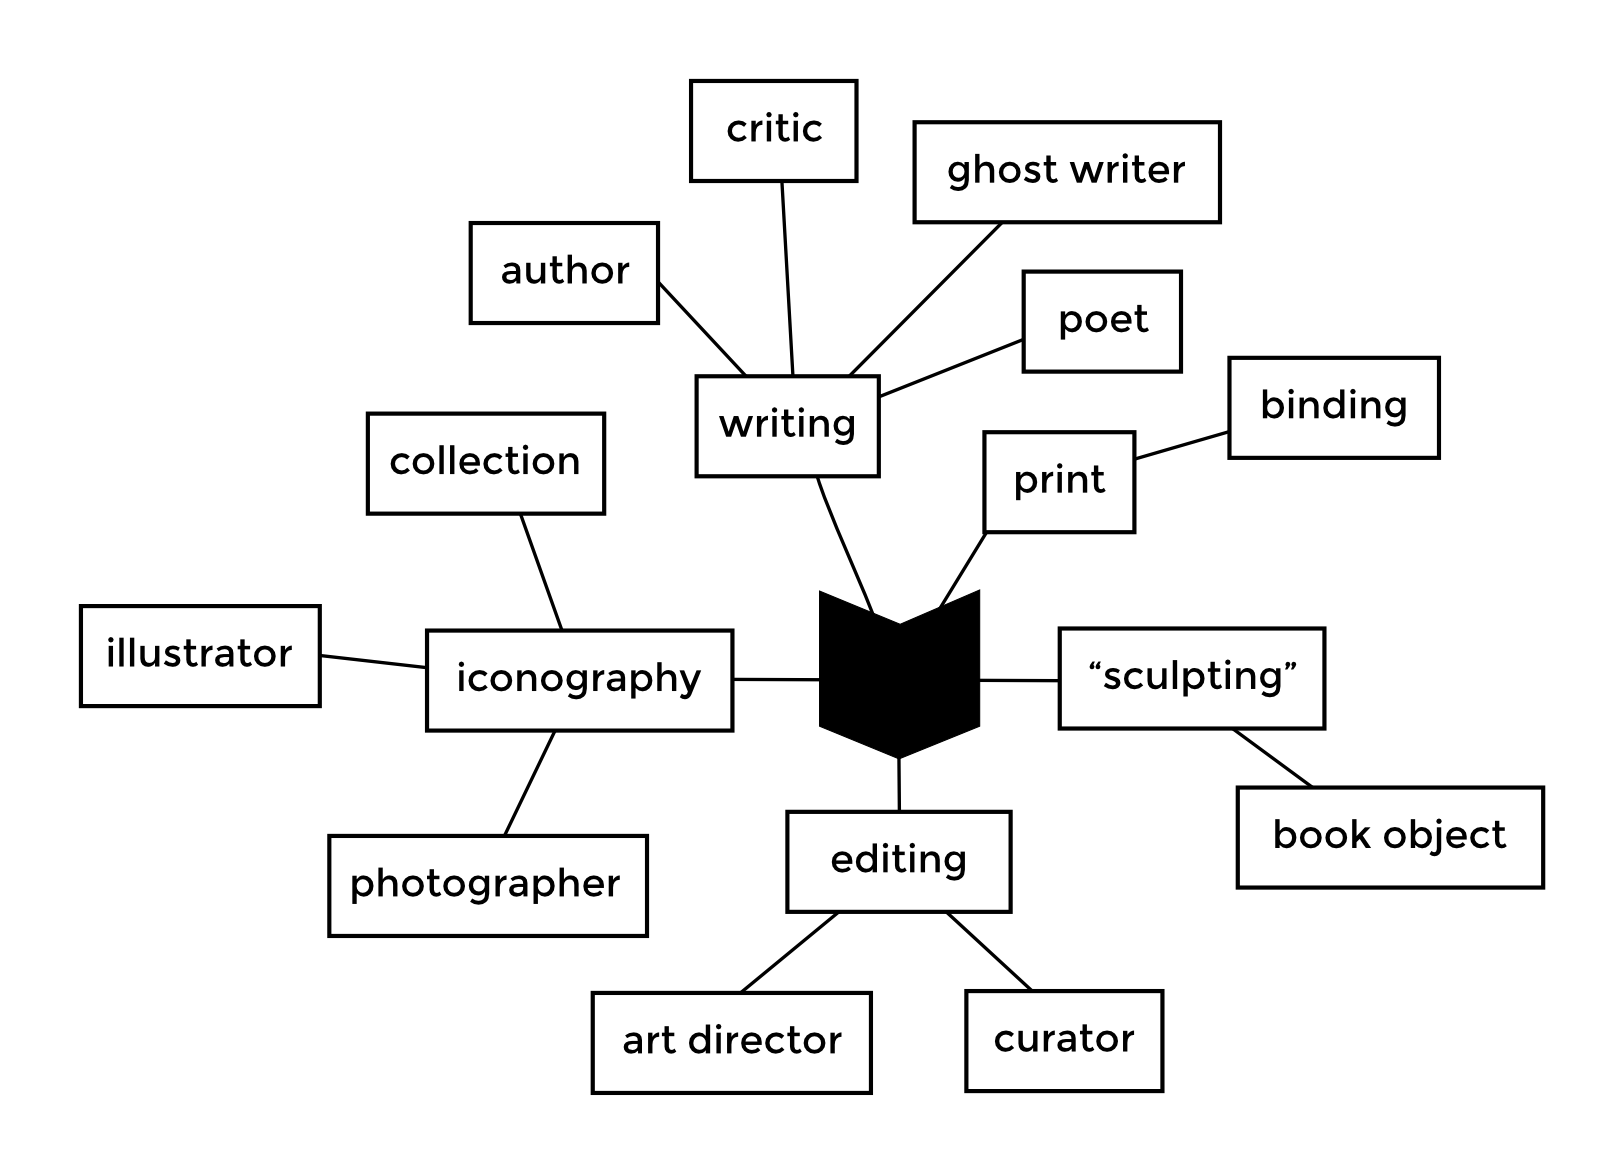 critic
ghost writer
author
poet
binding
writing
collection
print
illustrator
iconography
“sculpting”
book object
editing
photographer
art director
curator